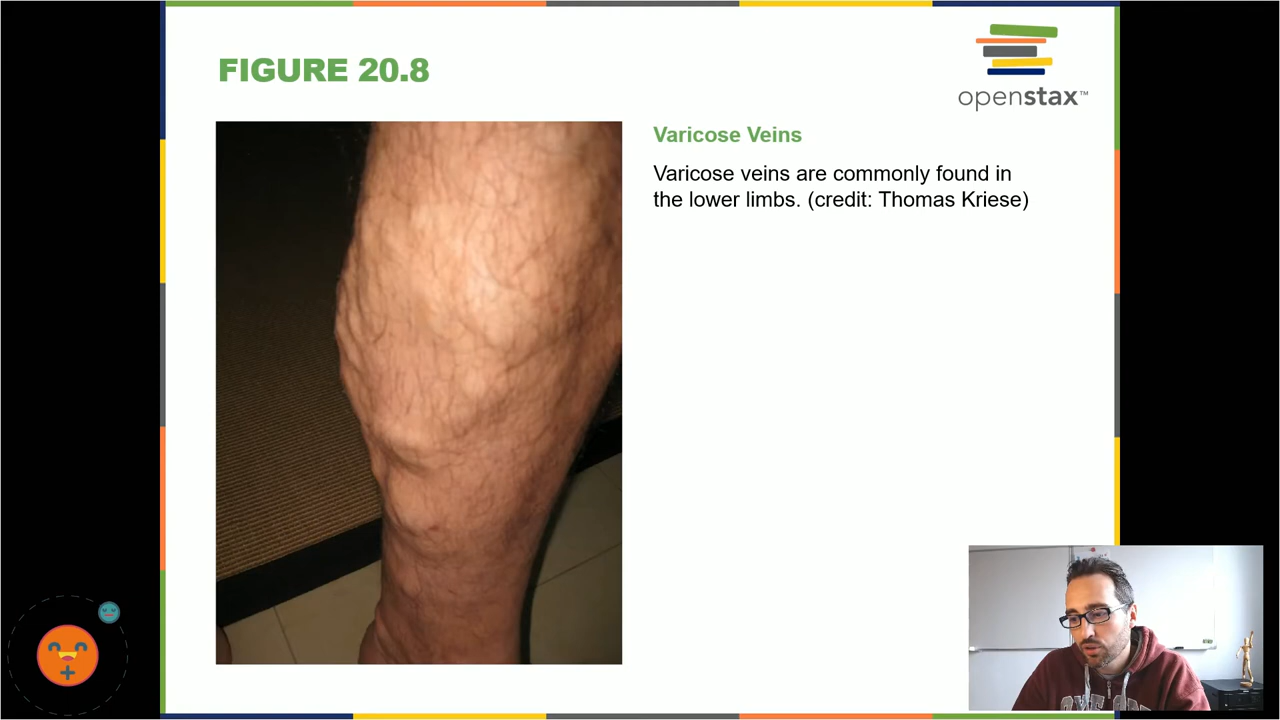 FIGURE 20.8
openstax™
Varicose Veins
Varicose veins are commonly found in
the lower limbs. (credit: Thomas Kriese)